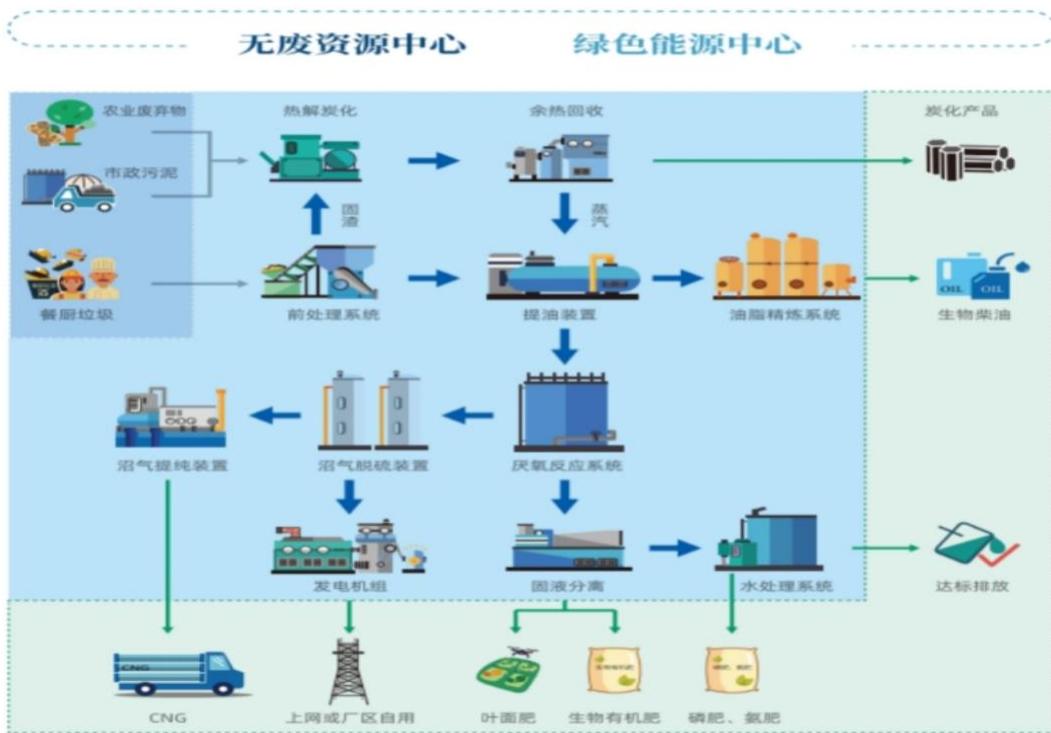 无废资源中心 绿色能源中心
农业废弃物 热解炭化 余热回收 炭化产品
市政污泥
固渣 蒸汽
OIL OIL
餐厨垃圾 前处理系统 提油装置 油脂精炼系统 生物柴油
沼气提纯装置 沼气脱硫装置 厌氧反应系统
发电机组 固液分离 水处理系统 达标排放
CNG
CNG 上网或厂区自用 叶面肥 生物有机肥 磷肥、氨肥